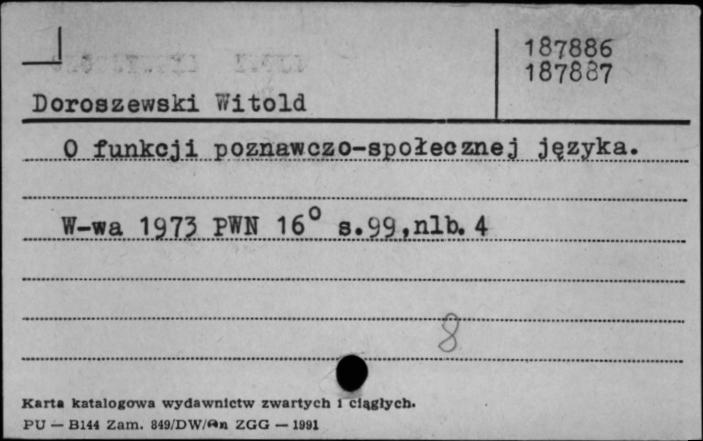 187886
187887
Doroszewski Witold
O funkcji poznawczo-społecznej języka.
W-wa 1973 PWN 16° s.99,nlb. 4
8
Karta katalogowa wydawnictw zwartych i ciągłych.
PU — B144 Zam. 849/DW/ ZGG — 1991